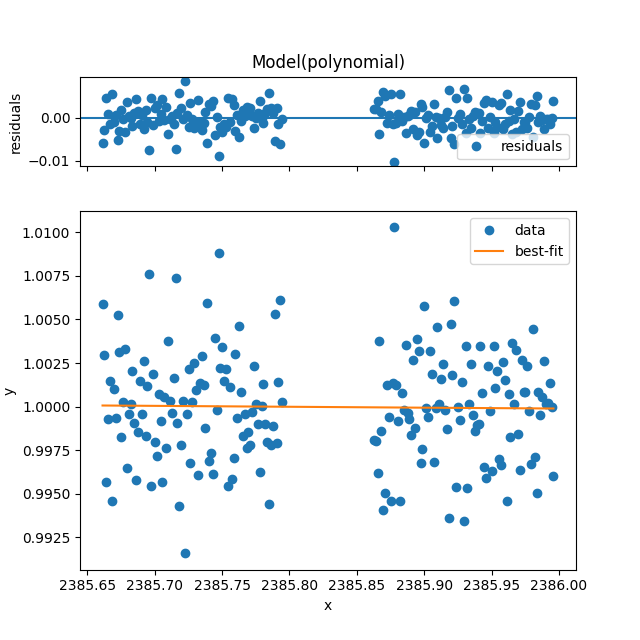 Model(polynomial)
residuals
0.00
−0.01
residuals
y
1.0100
1.0075
1.0050
1.0025
1.0000
0.9975
0.9950
0.9925
data
best-fit
2385.65 2385.70 2385.75 2385.80 2385.85 2385.90 2385.95 2386.00
x